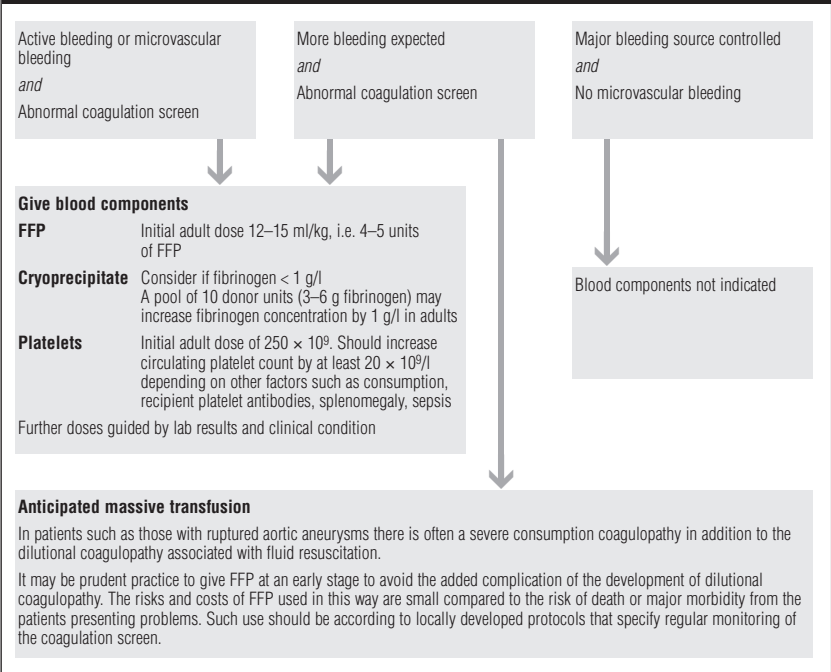 Active bleeding or microvascular
bleeding
and
Abnormal coagulation screen
More bleeding expected
and
Abnormal coagulation screen
Major bleeding source controlled
and
No microvascular bleeding
Give blood components
FFP Initial adult dose 12–15 ml/kg, i.e. 4–5 units
of FFP
Cryoprecipitate Consider if fibrinogen < 1 g/l
A pool of 10 donor units (3–6 g fibrinogen) may
increase fibrinogen concentration by 1 g/l in adults
Platelets Initial adult dose of 250 × 10⁹. Should increase
circulating platelet count by at least 20 × 10⁹/l
depending on other factors such as consumption,
recipient platelet antibodies, splenomegaly, sepsis
Further doses guided by lab results and clinical condition
Blood components not indicated
Anticipated massive transfusion
In patients such as those with ruptured aortic aneurysms there is often a severe consumption coagulopathy in addition to the
dilutional coagulopathy associated with fluid resuscitation.
It may be prudent practice to give FFP at an early stage to avoid the added complication of the development of dilutional
coagulopathy. The risks and costs of FFP used in this way are small compared to the risk of death or major morbidity from the
patients presenting problems. Such use should be according to locally developed protocols that specify regular monitoring of
the coagulation screen.